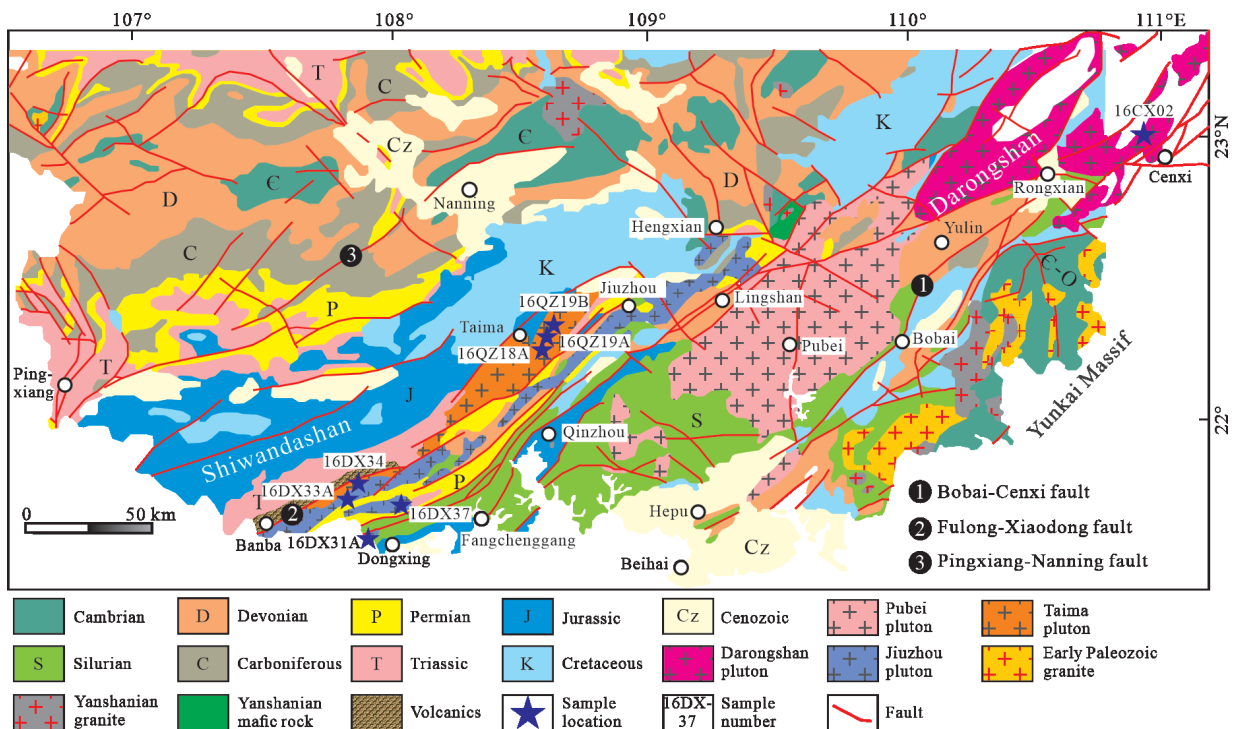 107° 108° 109° 110° 111°E
T
C
K
16CX02
Cz
Є
23°N
Є
D
Cenxi
D
Darongshan
Rongxian
Nanning
Hengxian
Yulin
C
3
K
Є-O
1
Jiuzhou
16QZ19B
Lingshan
P
Taima
16QZ19A
16QZ18A
Pubei
Bobai
T
Ping-
xiang
J
Yunkai Massif
S
22°
Qinzhou
Shiwandashan
16DX34
P
16DX33A
1 Bobai-Cenxi fault
T
16DX37
Hepu
2
0 50 km
Fangchenggang
2 Fulong-Xiaodong fault
Banba
16DX31A
Cz
Dongxing
Beihai
3 Pingxiang-Nanning fault
Cambrian
D Devonian
P Permian
J Jurassic
Cz Cenozoic
Pubei
pluton
Taima
pluton
S Silurian
C Carboniferous
T Triassic
K Cretaceous
Darongshan
pluton
Jiuzhou
pluton
Early Paleozoic
granite
Yanshanian
granite
Yanshanian
mafic rock
Volcanics
Sample
location
16DX-
37
Sample
number
Fault